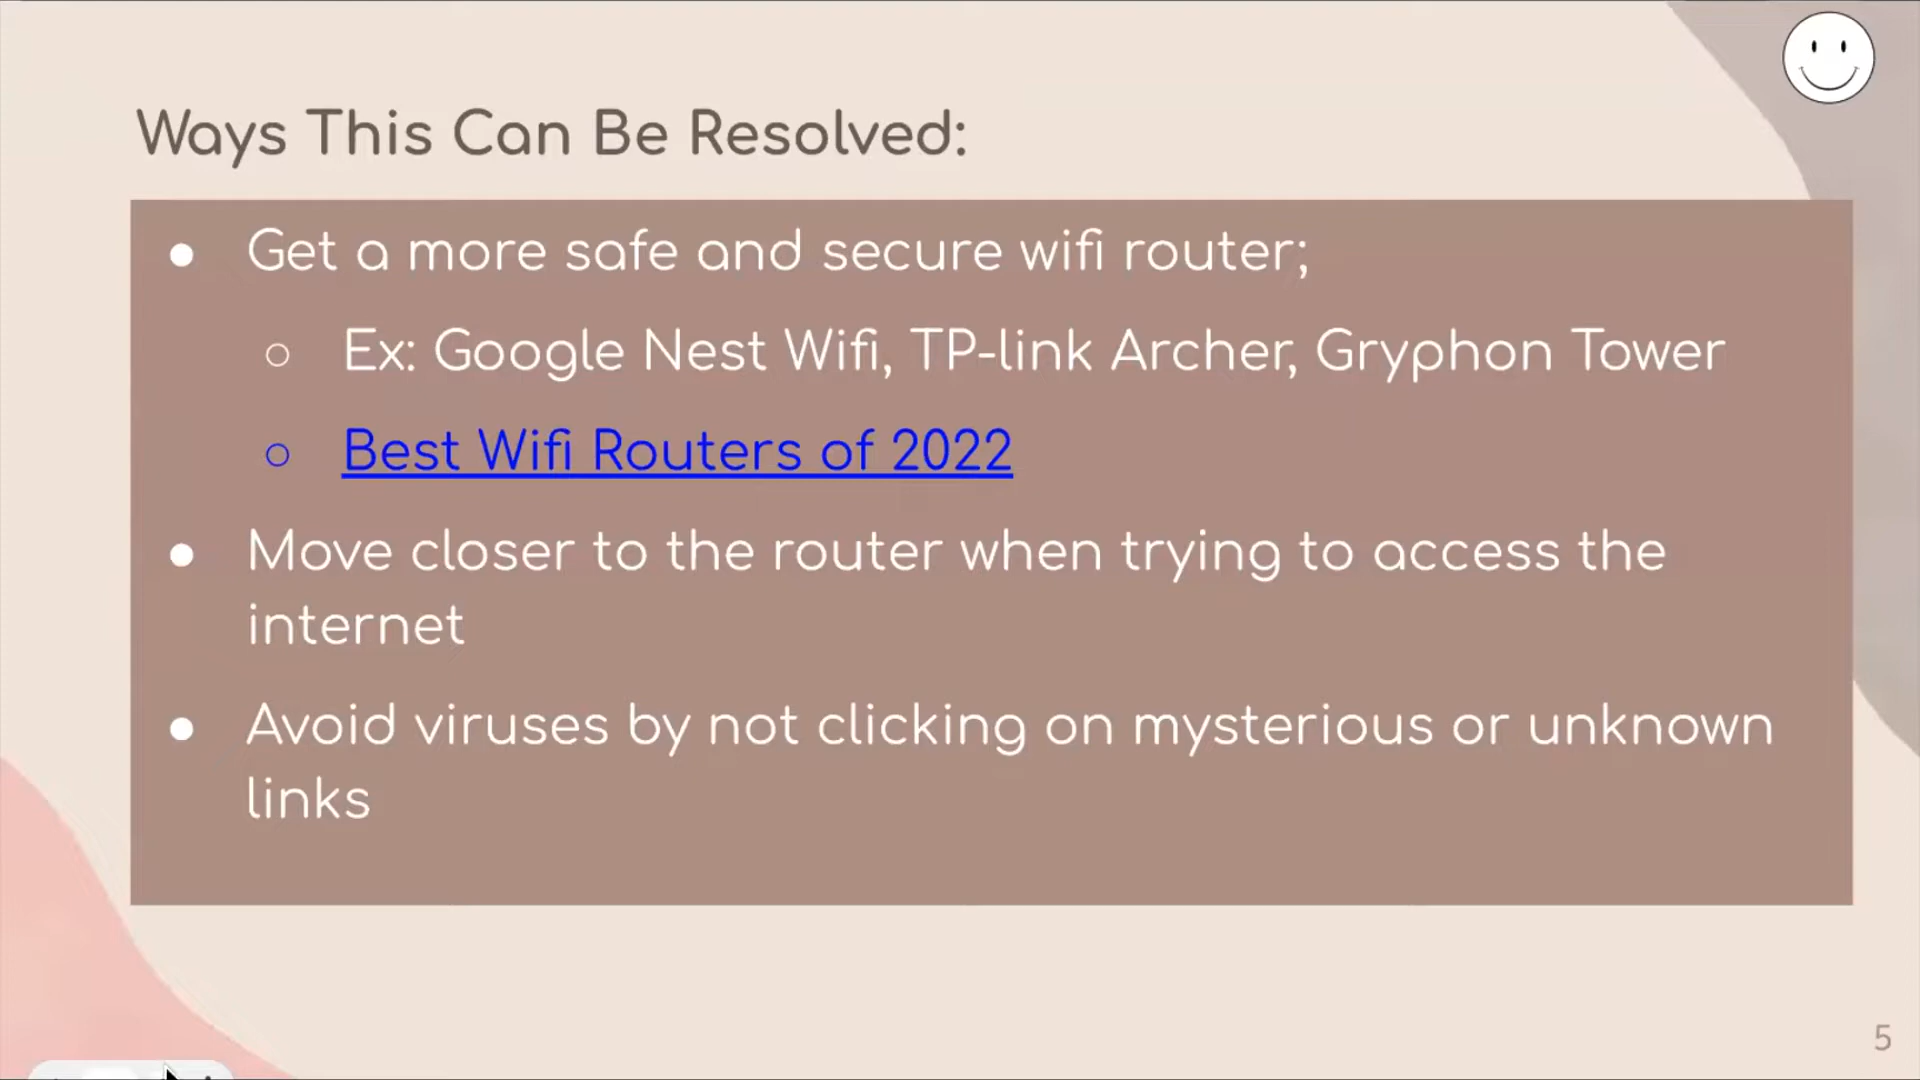 Ways This Can Be Resolved:
● Get a more safe and secure wifi router;
○ Ex: Google Nest Wifi, TP-link Archer, Gryphon Tower
○ Best Wifi Routers of 2022
● Move closer to the router when trying to access the
internet
● Avoid viruses by not clicking on mysterious or unknown
links
5